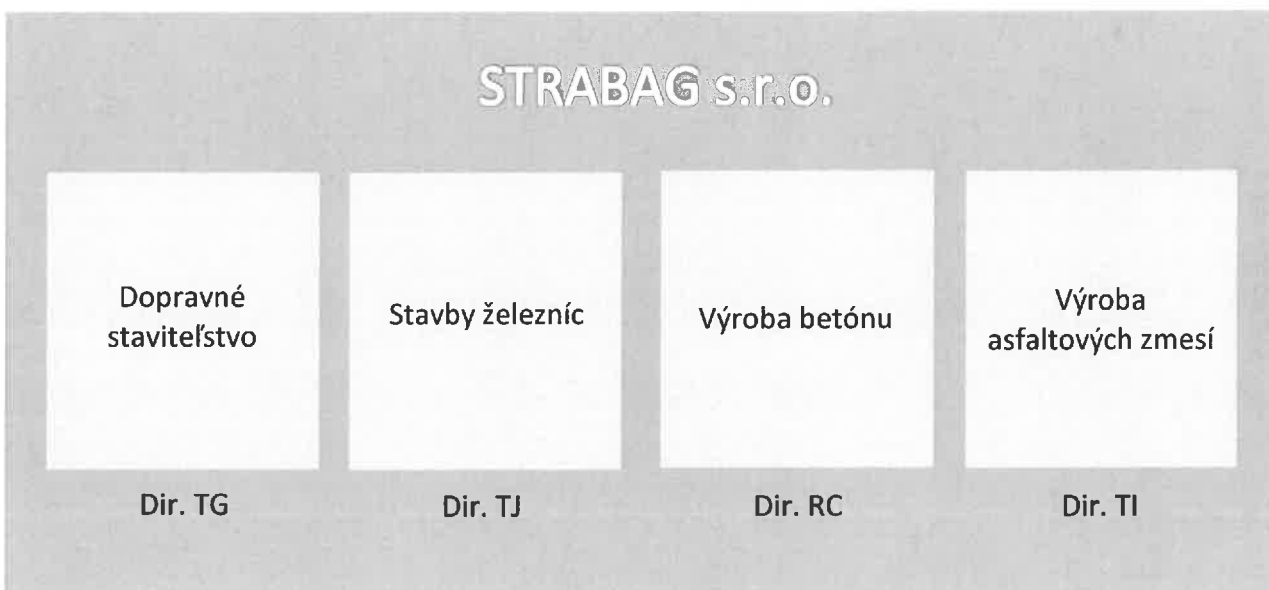 STRABAG s.r.o.
Dopravné
staviteľstvo
Stavby železníc
Výroba betónu
Výroba
asfaltových zmesí
Dir. TG
Dir. TJ
Dir. RC
Dir. TI